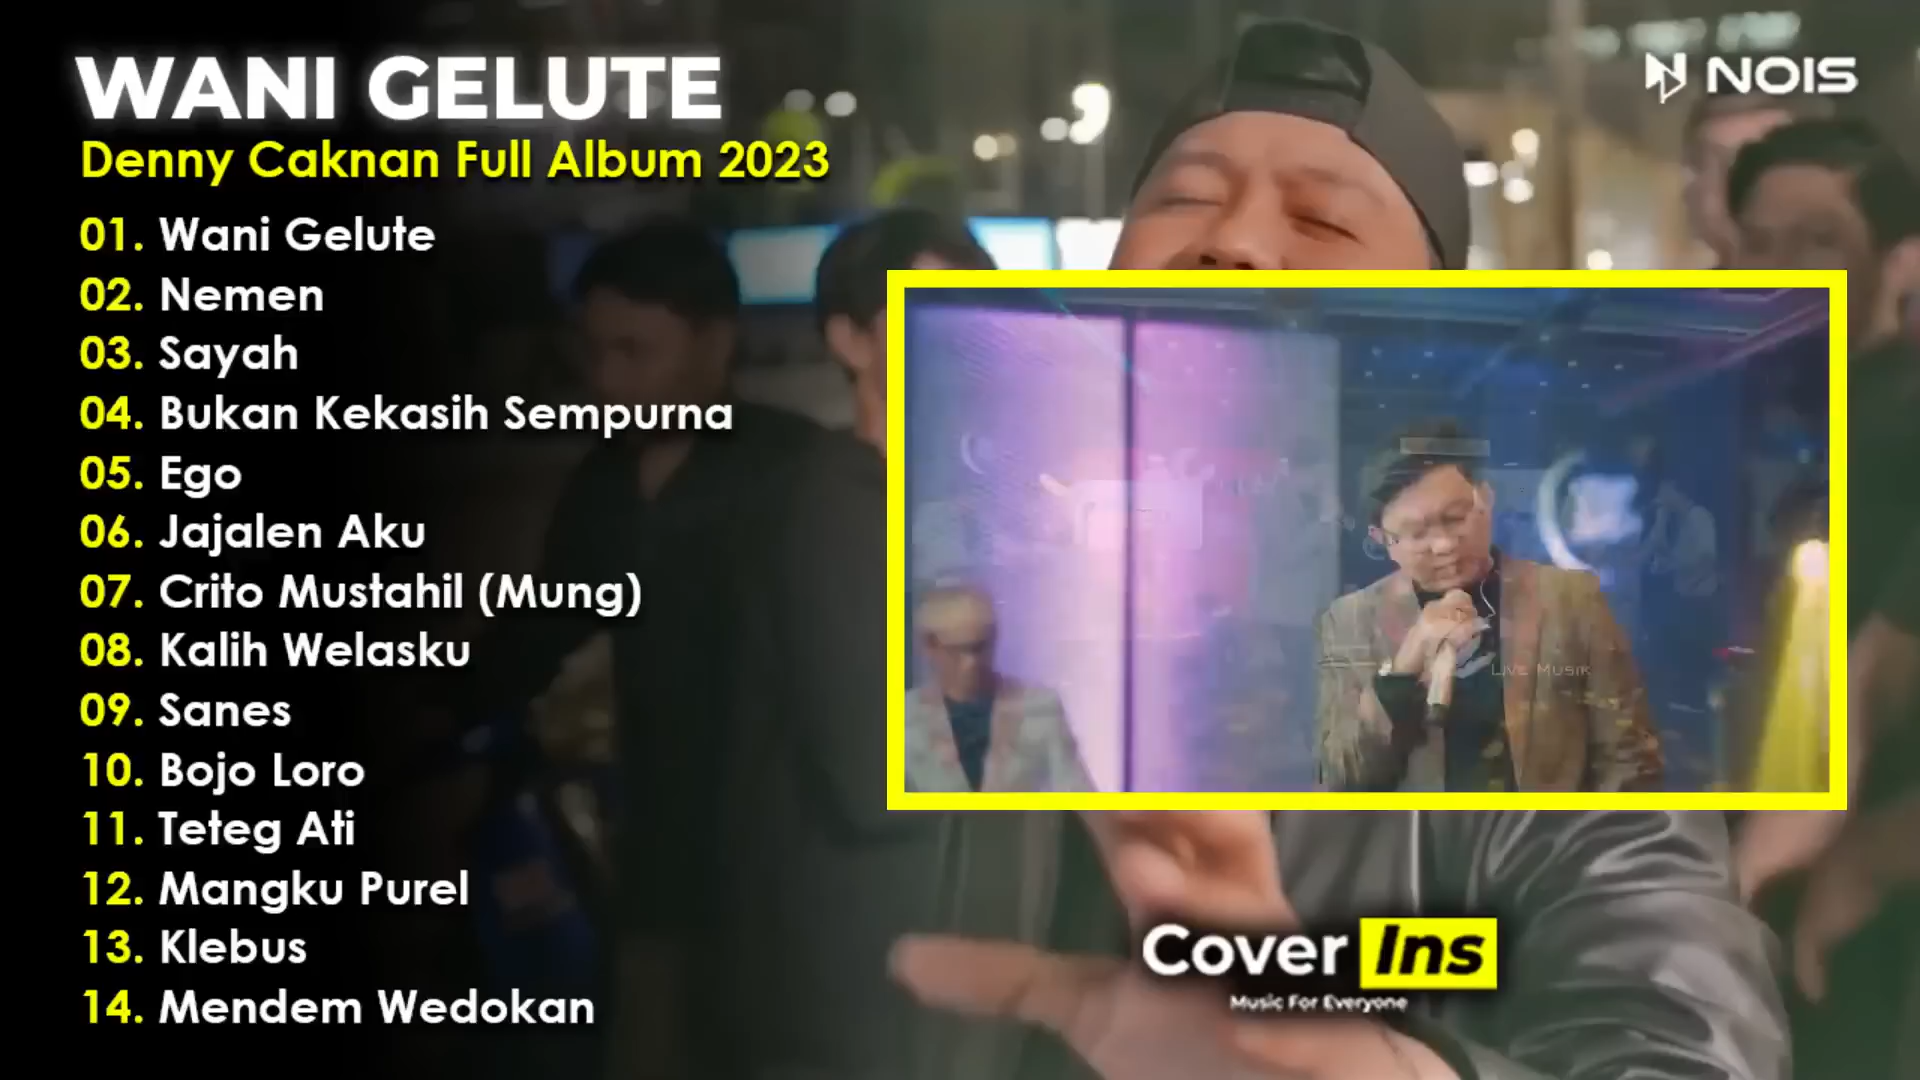 WANI GELUTE
Denny Caknan Full Album 2023
01. Wani Gelute
02. Nemen
03. Sayah
04. Bukan Kekasih Sempurna
05. Ego
06. Jajalen Aku
07. Crito Mustahil (Mung)
08. Kalih Welasku
09. Sanes
10. Bojo Loro
11. Teteg Ati
12. Mangku Purel
13. Klebus
14. Mendem Wedokan
NOIS
Live Musik
Cover Ins
Music For Everyone